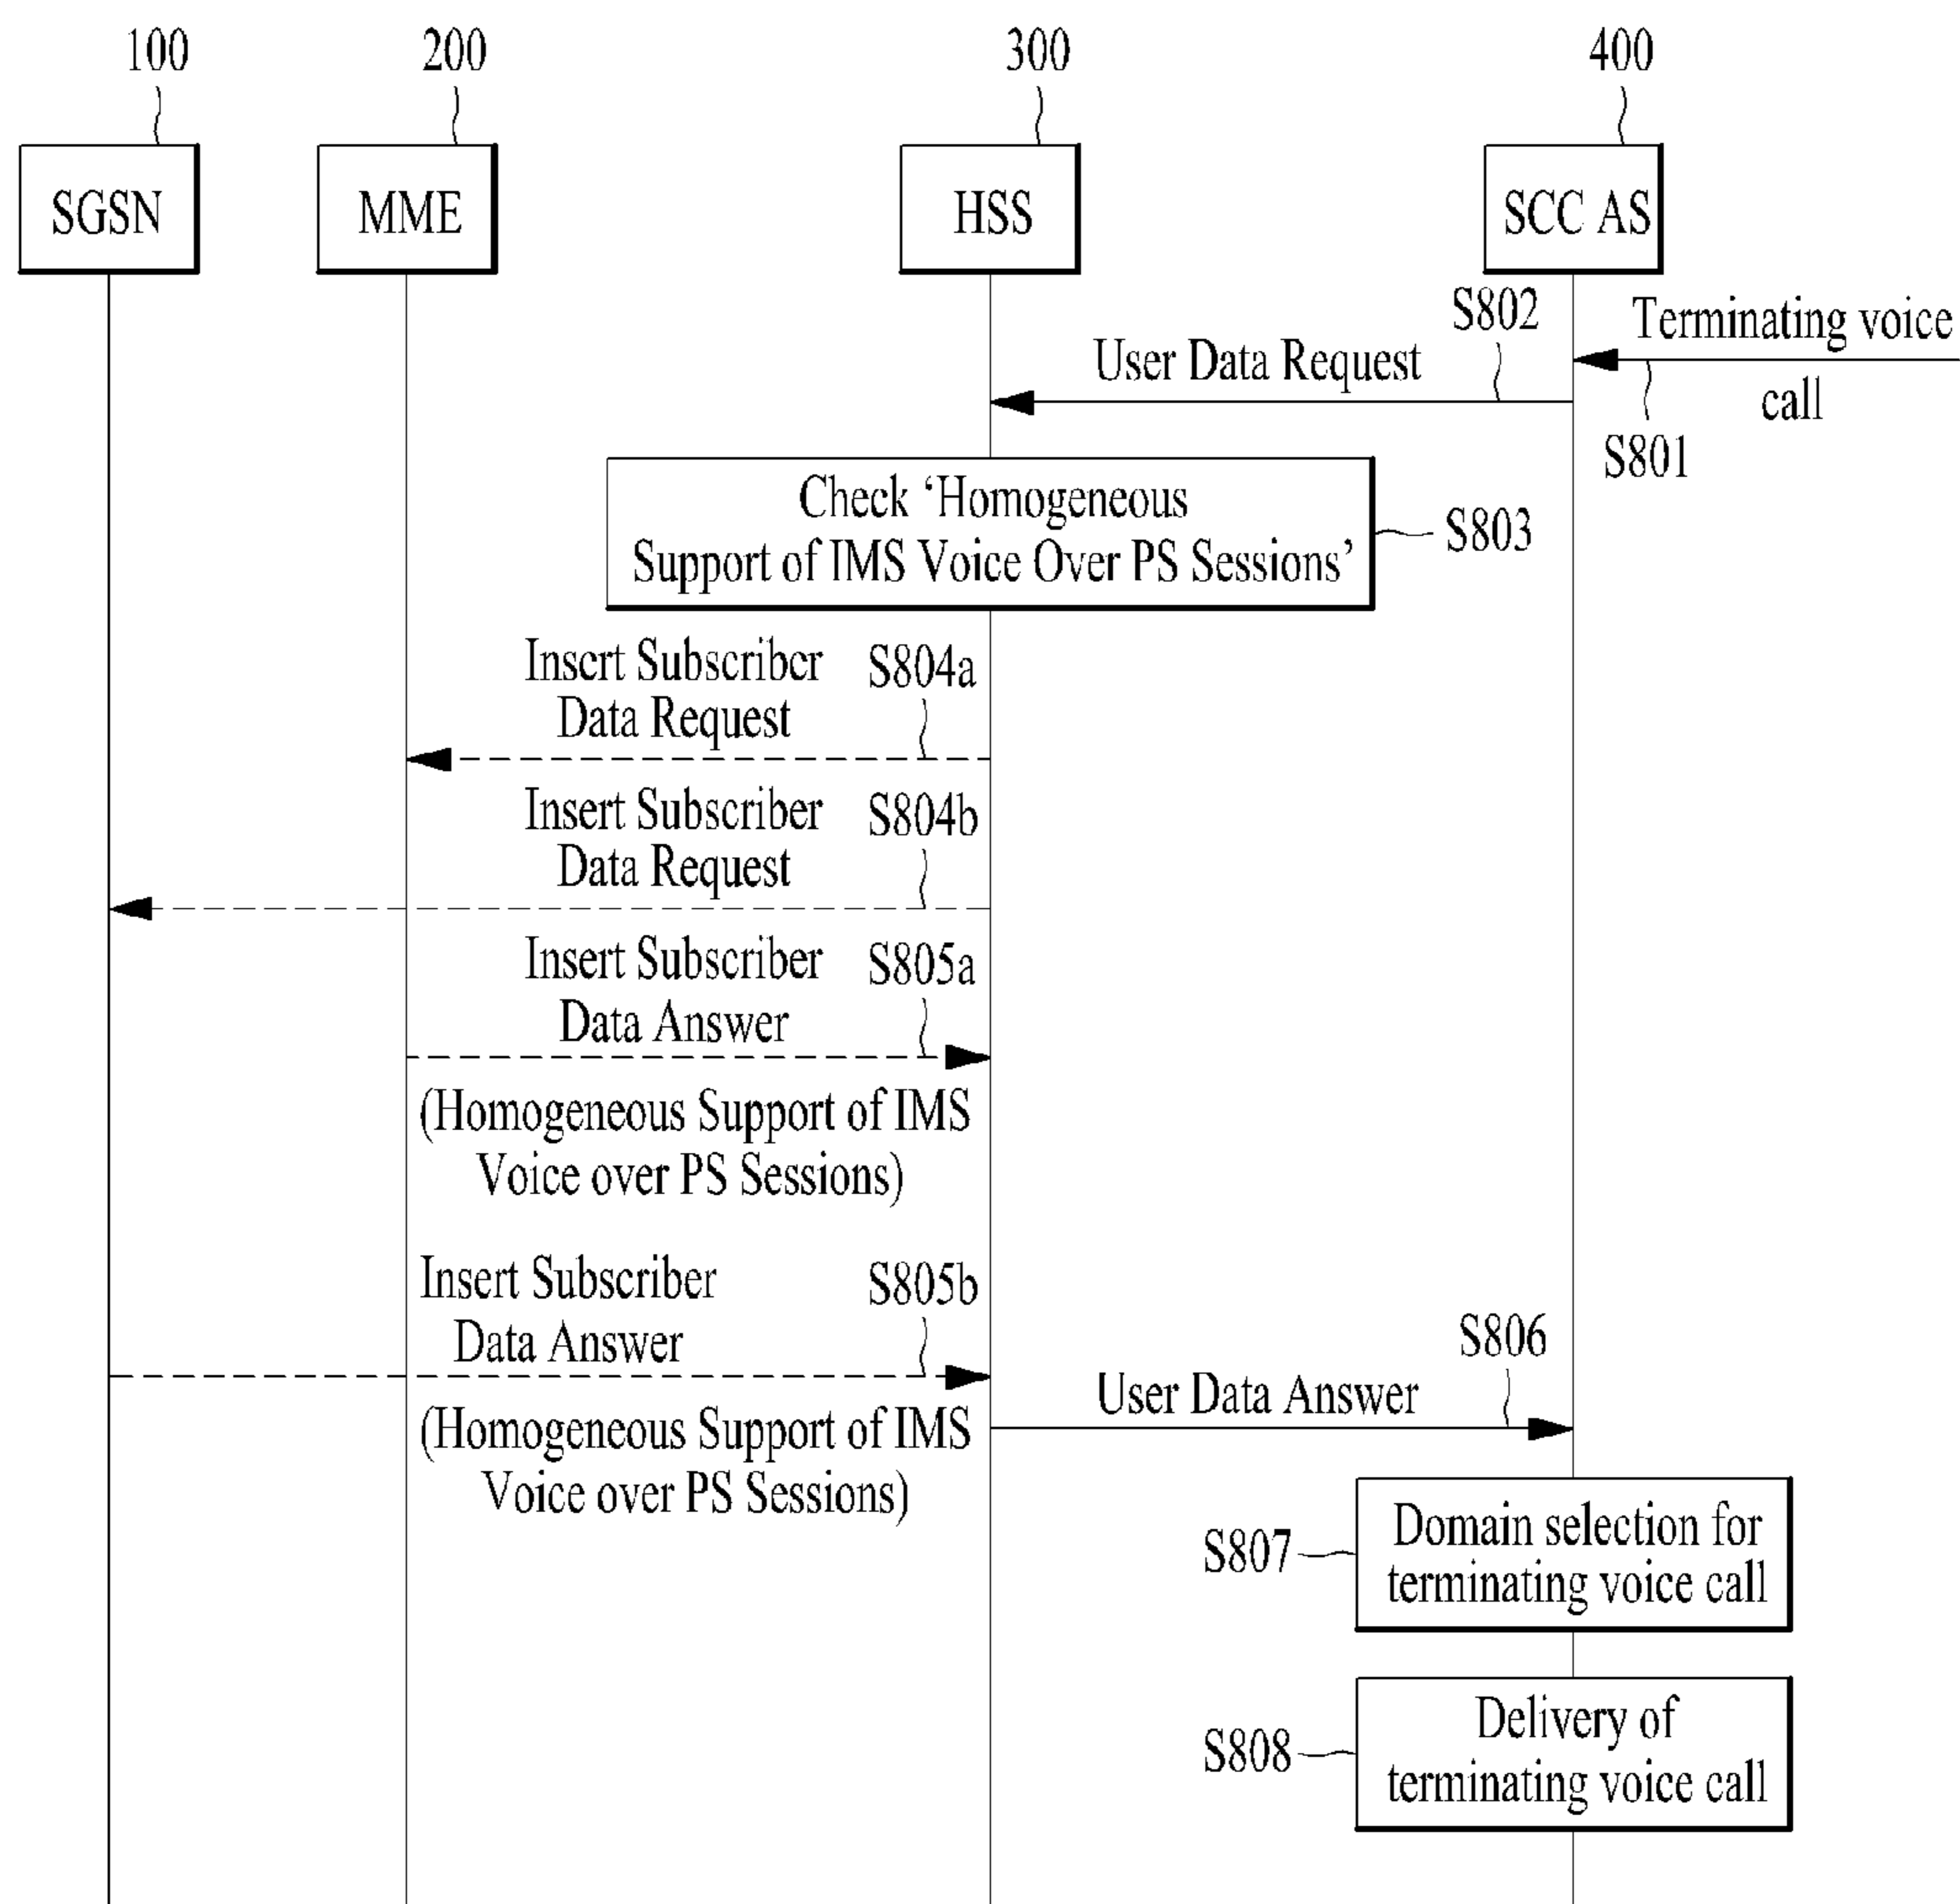 100
200
300
400
SGSN
MME
HSS
SCC AS
S802
Terminating voice
call
S801
User Data Request
Check ‘Homogeneous
Support of IMS Voice Over PS Sessions’
S803
Insert Subscriber
Data Request
S804a
Insert Subscriber
Data Request
S804b
Insert Subscriber
Data Answer
S805a
(Homogeneous Support of IMS
Voice over PS Sessions)
Insert Subscriber
Data Answer
S805b
(Homogeneous Support of IMS
Voice over PS Sessions)
S806
User Data Answer
S807
Domain selection for
terminating voice call
S808
Delivery of
terminating voice call